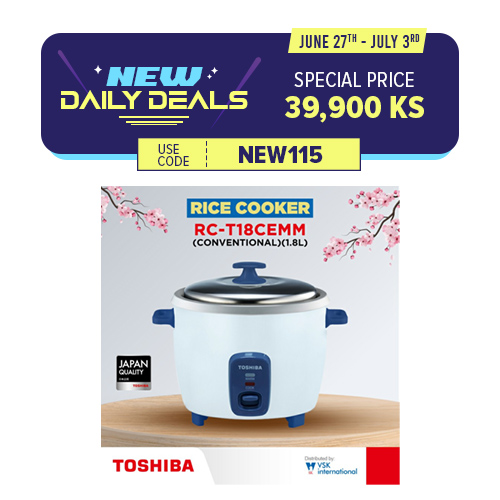 JUNE 27TH - JULY 3RD
NEW
DAILY DEALS
SPECIAL PRICE
39,900 KS
USE
CODE
NEW115
RICE COOKER
RC-T18CEMM
(CONVENTIONAL)(1.8L)
TOSHIBA
JAPAN
QUALITY
TOSHIBA
Distributed by:
VSK
international